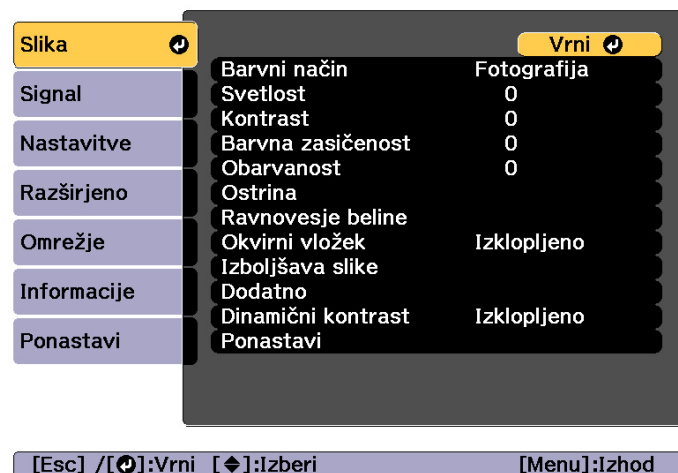 Slika
Signal
Nastavitve
Razširjeno
Omrežje
Informacije
Ponastavi
Vrni
Barvni način Fotografija
Svetlost 0
Kontrast 0
Barvna zasičenost 0
Obarvanost 0
Ostrina
Ravnovesje beline
Okvirni vložek Izklopljeno
Izboljšava slike
Dodatno
Dinamični kontrast Izklopljeno
Ponastavi
[Esc] /[⏎]:Vrni [◆]:Izberi [Menu]:Izhod